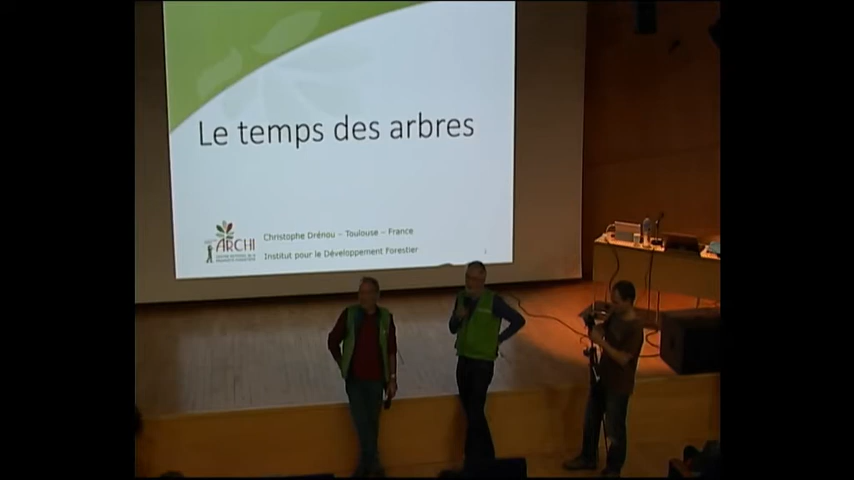 Le temps des arbres
ARCHI
Christophe Drénou – Toulouse – France
Institut pour le Développement Forestier